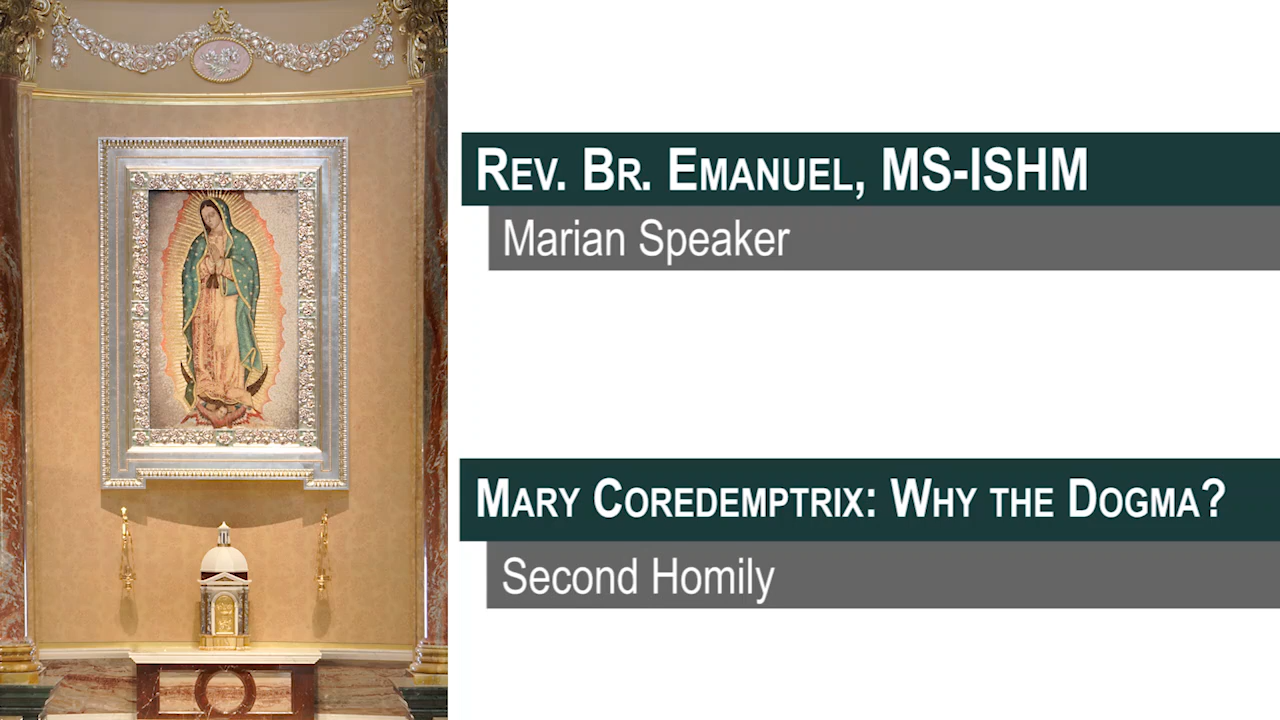 Rev. Br. Emanuel, MS-ISHM
Marian Speaker
Mary Coredemptrix: Why the Dogma?
Second Homily